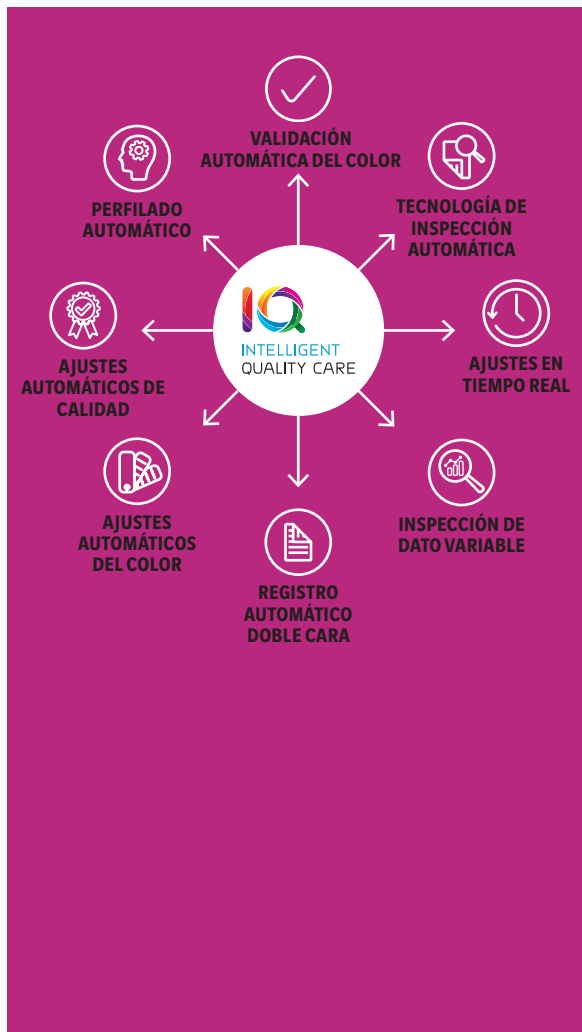 VALIDACIÓN
AUTOMÁTICA DEL COLOR
PERFILADO
AUTOMÁTICO
TECNOLOGÍA DE
INSPECCIÓN
AUTOMÁTICA
IQ
INTELLIGENT
QUALITY CARE
AJUSTES
AUTOMÁTICOS DE
CALIDAD
AJUSTES EN
TIEMPO REAL
AJUSTES
AUTOMÁTICOS
DEL COLOR
INSPECCIÓN DE
DATO VARIABLE
REGISTRO
AUTOMÁTICO
DOBLE CARA